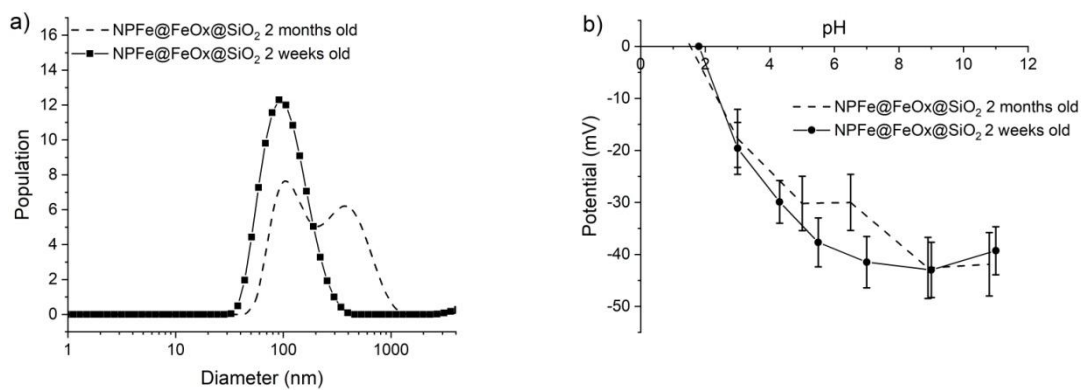 a)
NPFe@FeOx@SiO₂ 2 months old
NPFe@FeOx@SiO₂ 2 weeks old
16
14
12
10
8
6
4
2
0
Population
1
10
100
1000
Diameter (nm)
b)
pH
0
2
4
6
8
10
12
0
-10
-20
-30
-40
-50
Potential (mV)
NPFe@FeOx@SiO₂ 2 months old
NPFe@FeOx@SiO₂ 2 weeks old